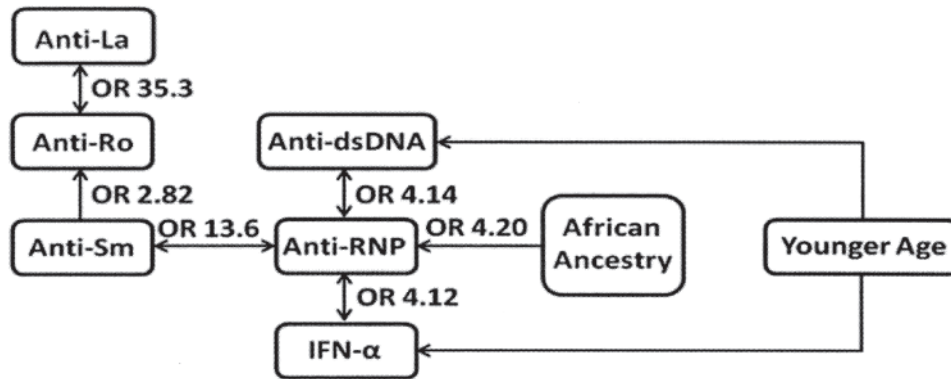 Anti-La
OR 35.3
Anti-Ro
Anti-dsDNA
OR 2.82
OR 4.14
Anti-Sm
OR 13.6
Anti-RNP
OR 4.20
African
Ancestry
Younger Age
OR 4.12
IFN-α